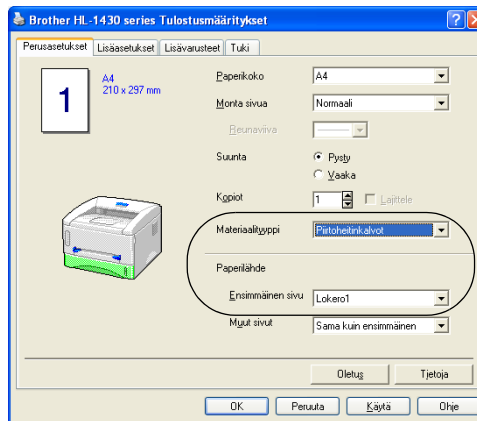 Brother HL-1430 series Tulostusmääritykset
Perusasetukset Lisäasetukset Lisävarusteet Tuki
1
A4
210 x 297 mm
Paperikoko A4
Monta sivua Normaali
Reunaviiva
Suunta Pysty
Vaaka
Kopiot 1 Lajittele
Materiaalityyppi Piirtoheitinkalvot
Paperilähde
Ensimmäinen sivu Lokero1
Muut sivut Sama kuin ensimmäinen
Oletus Tietoja
OK Peruuta Käytä Ohje